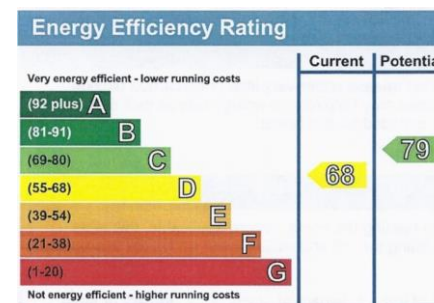 Energy Efficiency Rating
Current
Potentia
Very energy efficient - lower running costs
(92 plus) A
(81-91) B
(69-80) C
(55-68) D
(39-54) E
(21-38) F
(1-20) G
68
79
Not energy efficient - higher running costs